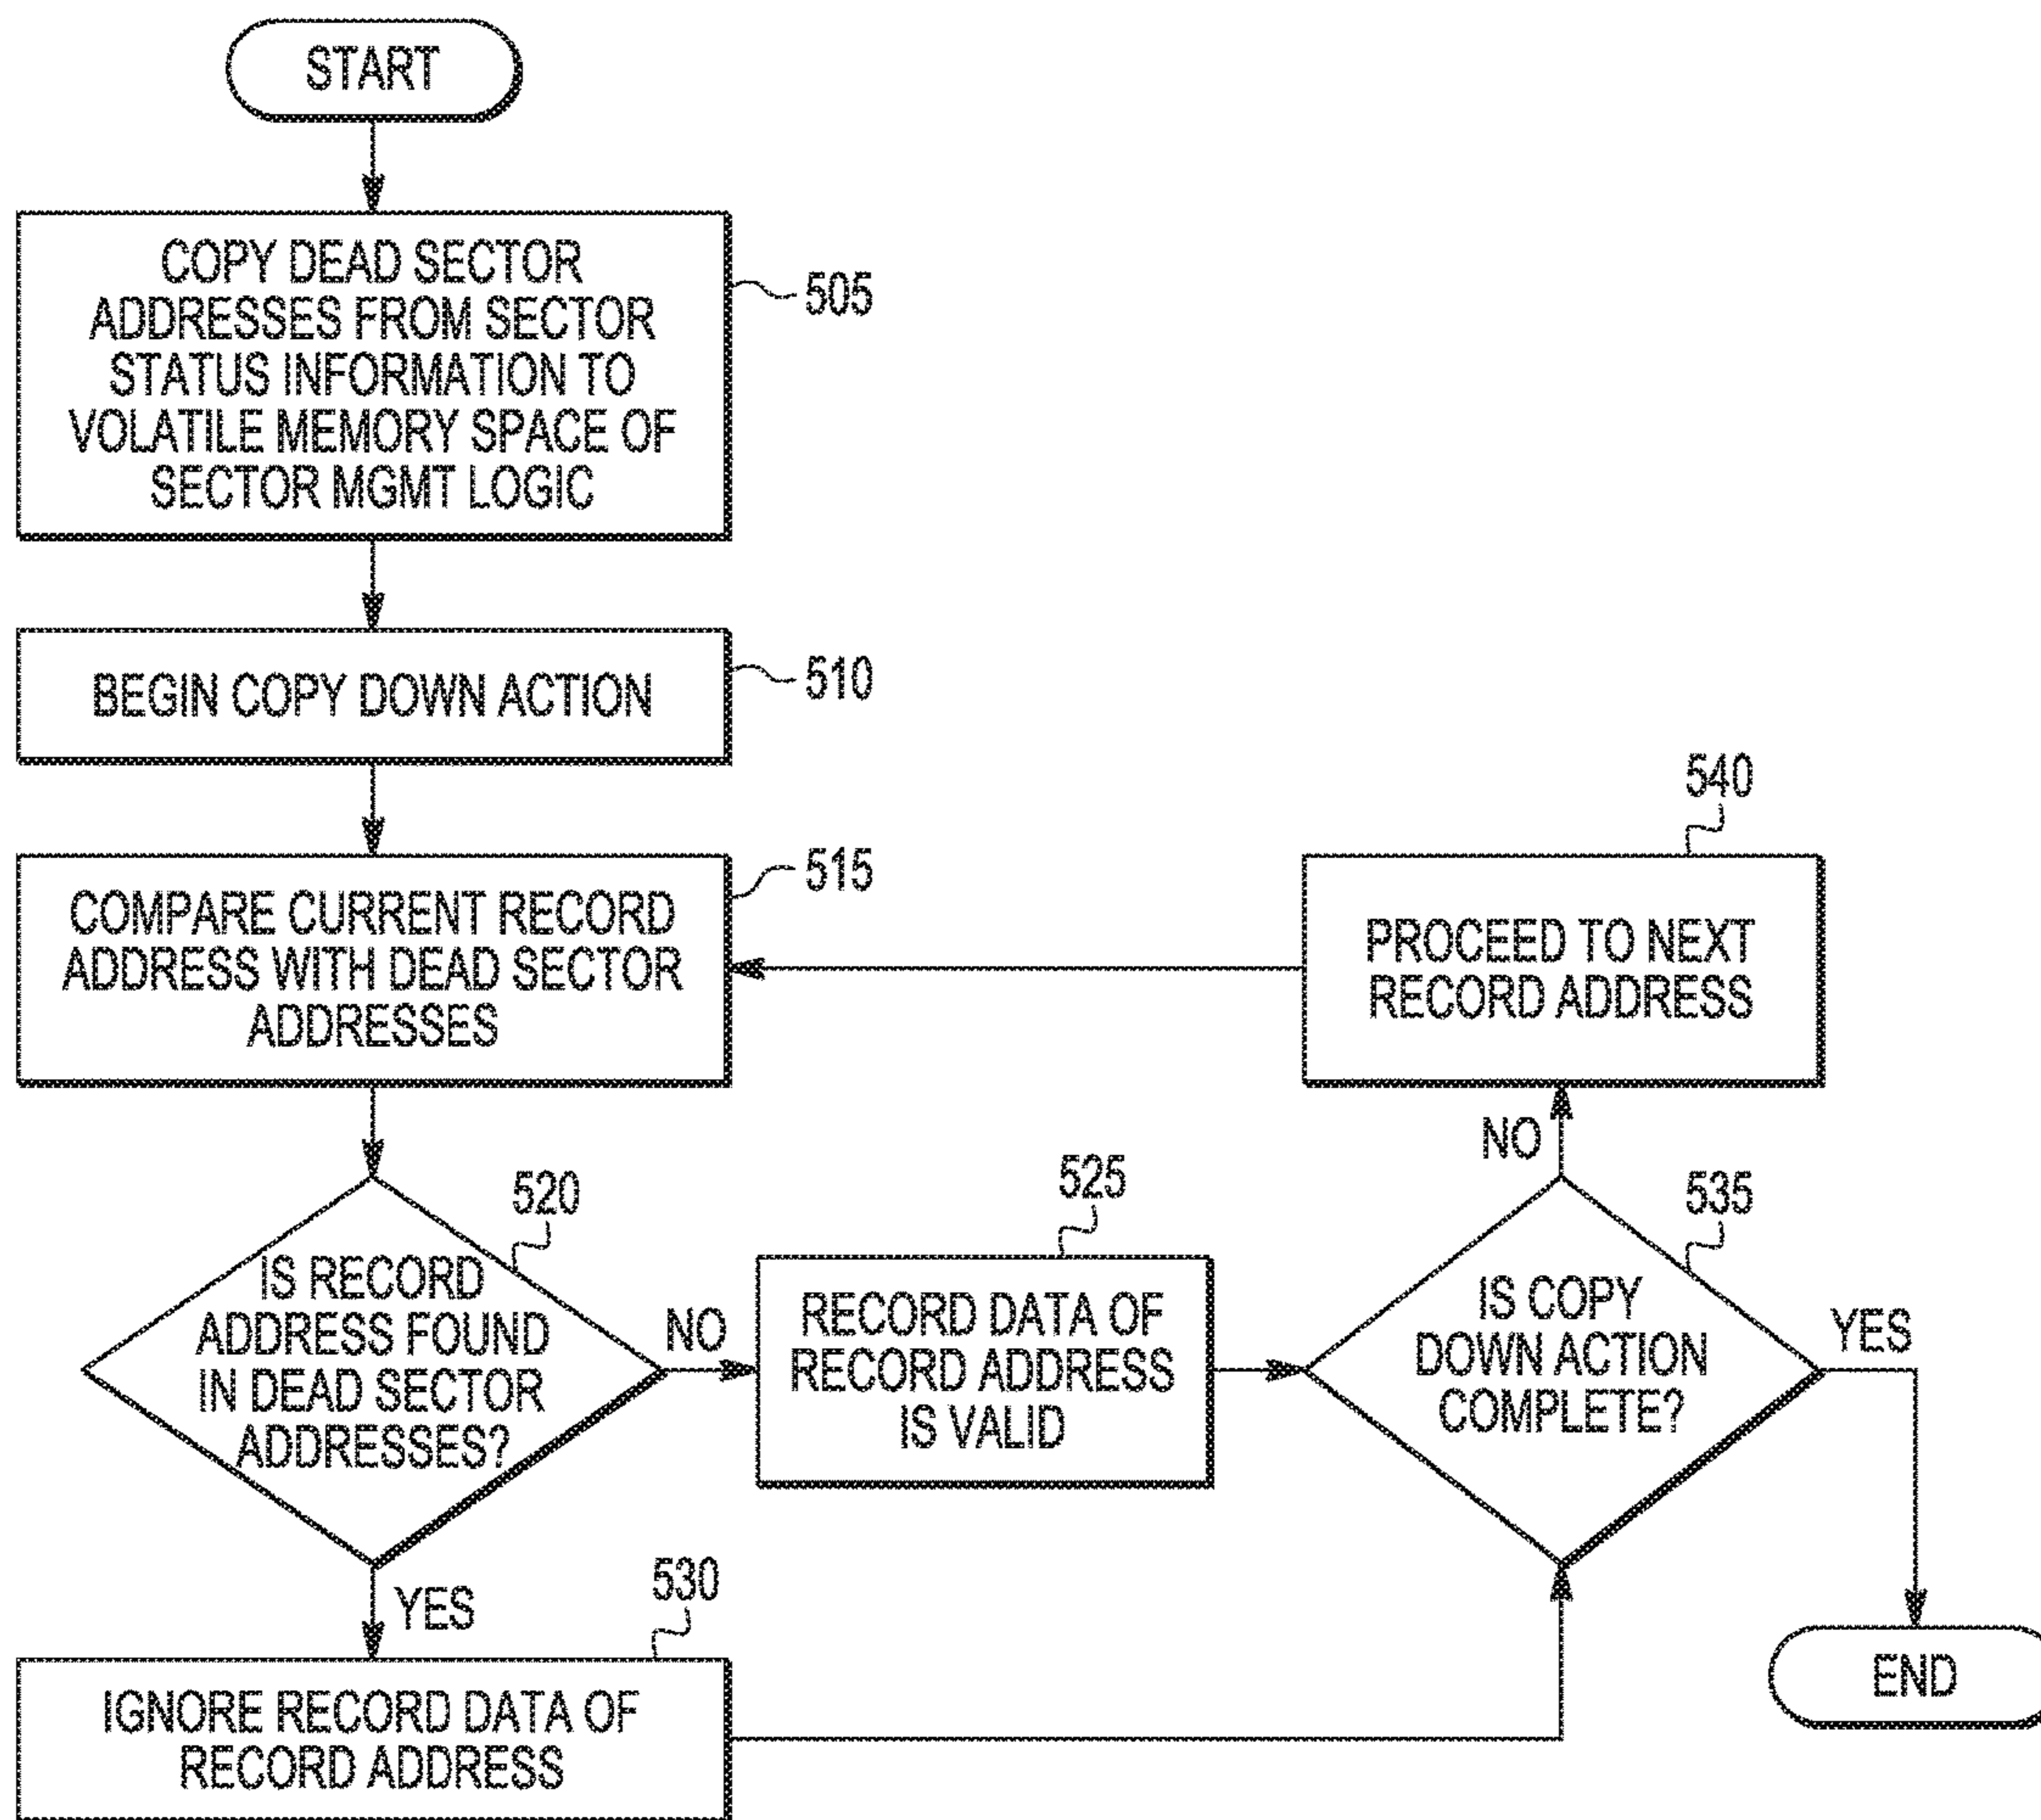 START
COPY DEAD SECTOR
ADDRESSES FROM SECTOR
STATUS INFORMATION TO
VOLATILE MEMORY SPACE OF
SECTOR MGMT LOGIC
505
BEGIN COPY DOWN ACTION
510
COMPARE CURRENT RECORD
ADDRESS WITH DEAD SECTOR
ADDRESSES
515
540
PROCEED TO NEXT
RECORD ADDRESS
NO
IS RECORD
ADDRESS FOUND
IN DEAD SECTOR
ADDRESSES?
520
NO
YES
525
RECORD DATA OF
RECORD ADDRESS
IS VALID
535
IS COPY
DOWN ACTION
COMPLETE?
YES
530
IGNORE RECORD DATA OF
RECORD ADDRESS
END